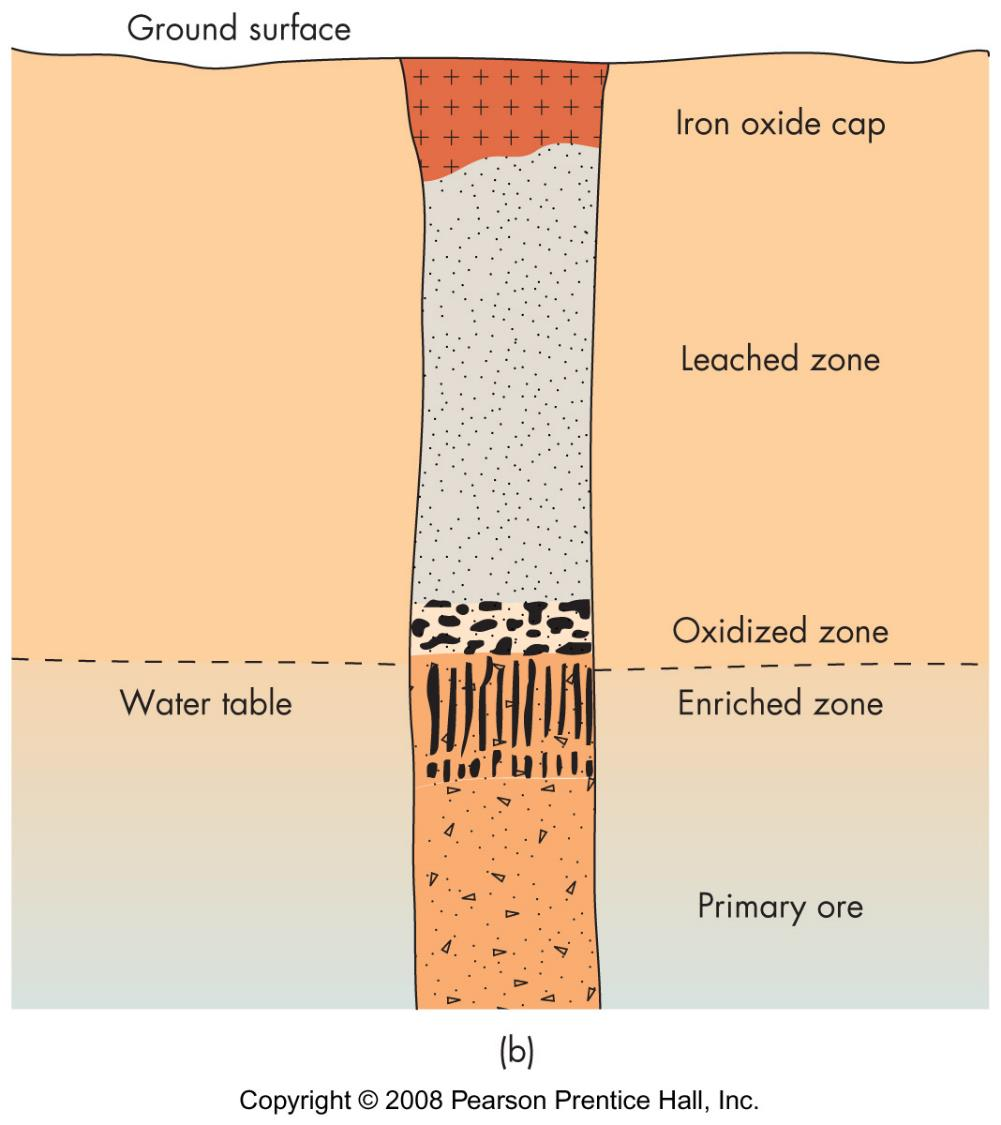 Ground surface
Iron oxide cap
Leached zone
Oxidized zone
Water table
Enriched zone
Primary ore
(b)
Copyright © 2008 Pearson Prentice Hall, Inc.